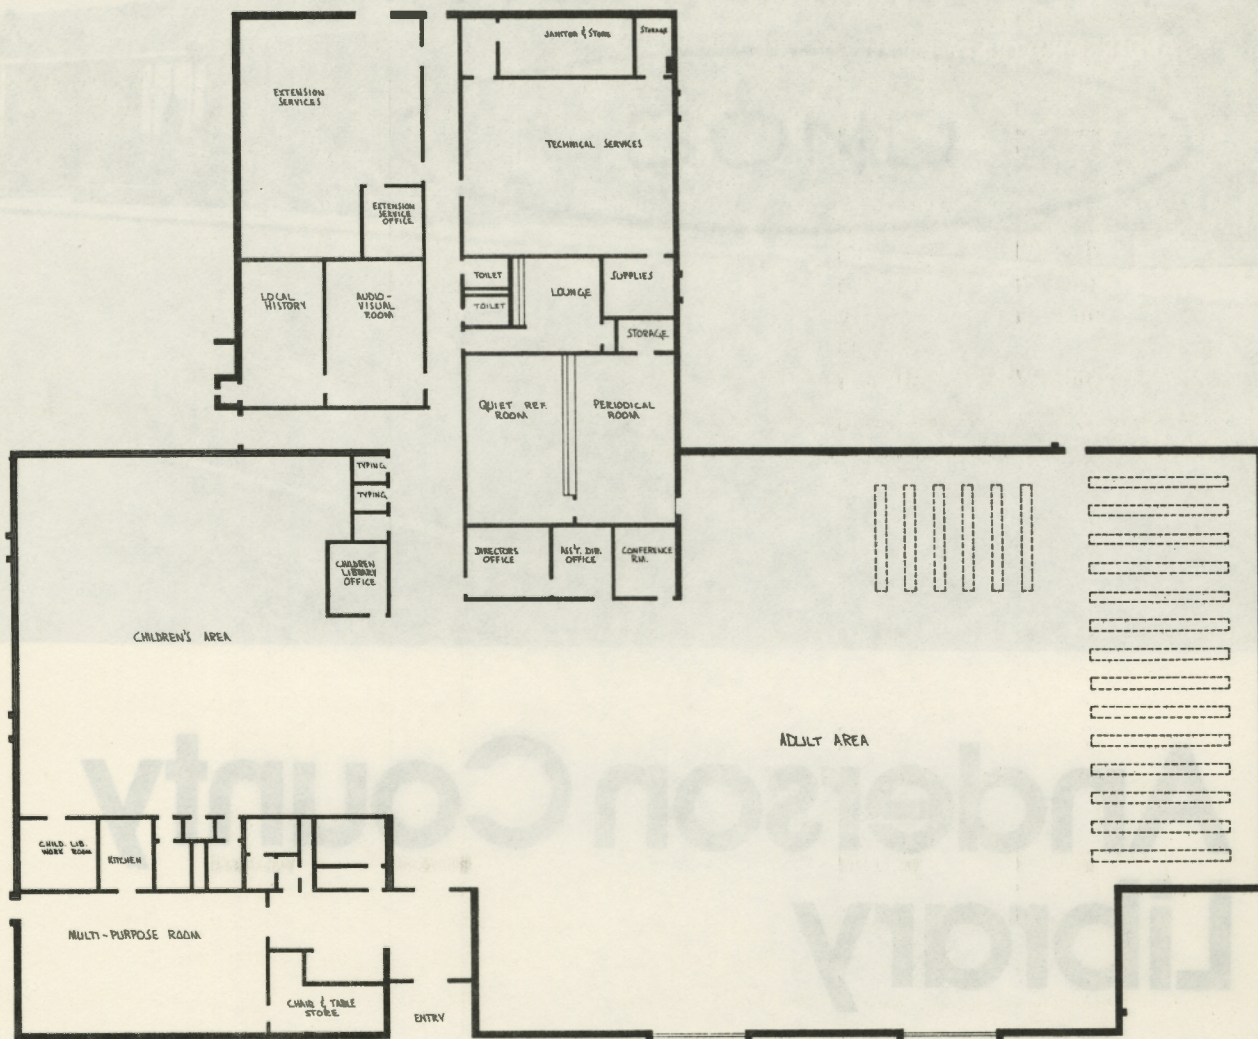 JANITOR & STORE
STORAGE
EXTENSION
SERVICES
TECHNICAL SERVICES
EXTENSION
SERVICE
OFFICE
TOILET
TOILET
LOUNGE
SUPPLIES
STORAGE
LOCAL
HISTORY
AUDIO-
VISUAL
ROOM
QUIET REF.
ROOM
PERIODICAL
ROOM
TYPING
TYPING
CHILDREN
LIBRARY
OFFICE
DIRECTORS
OFFICE
ASS'T. DIR.
OFFICE
CONFERENCE
RM.
CHILDREN'S AREA
ADULT AREA
Anderson County
Library
CHILD. LIB.
WORK ROOM
KITCHEN
MULTI-PURPOSE ROOM
CHAIR & TABLE
STORE
ENTRY